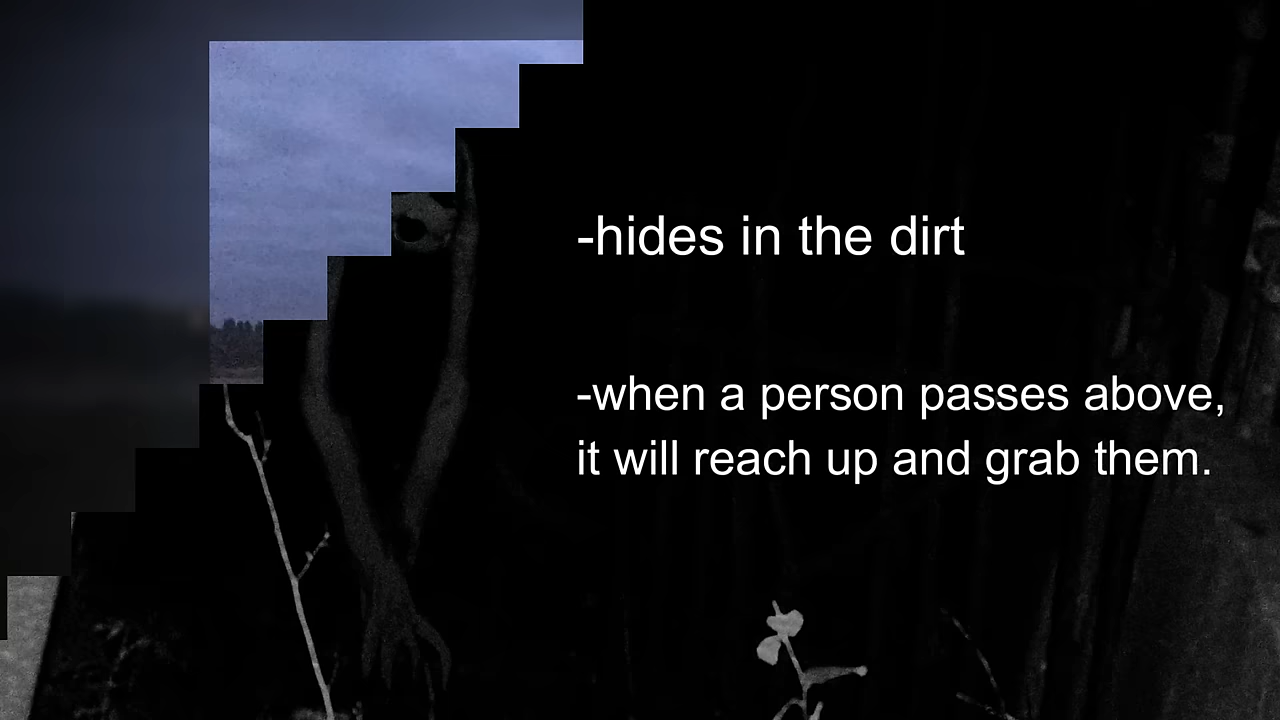 -hides in the dirt
-when a person passes above,
it will reach up and grab them.